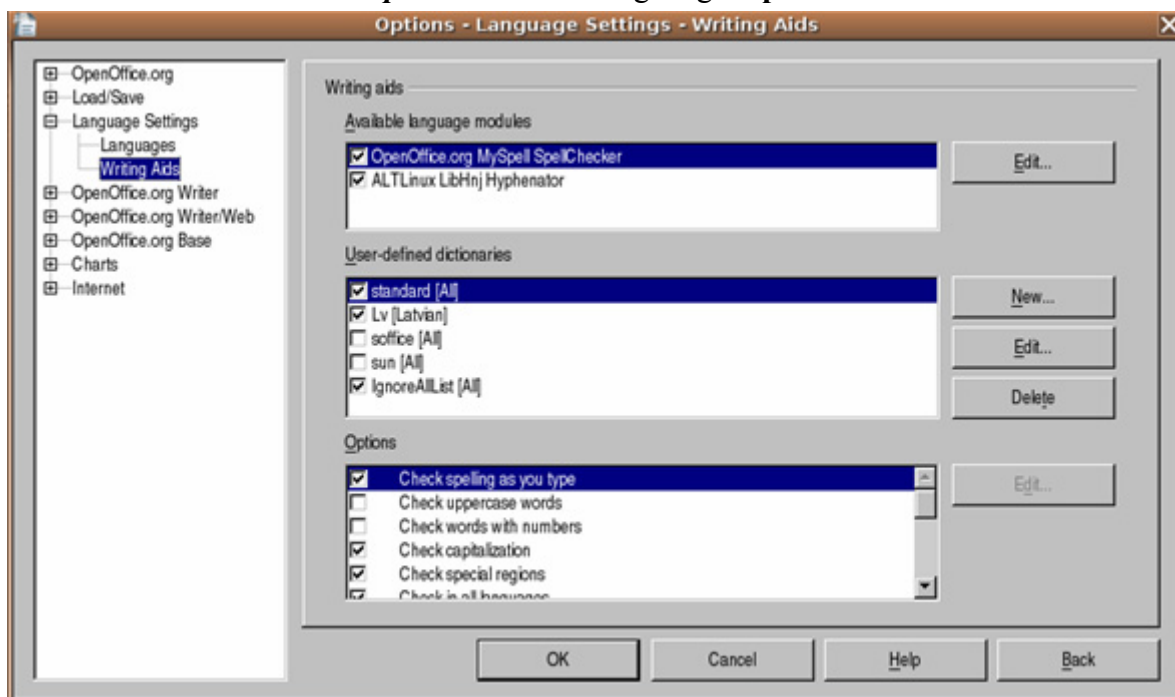 Options - Language Settings - Writing Aids
OpenOffice.org
Load/Save
Language Settings
Languages
Writing Aids
OpenOffice.org Writer
OpenOffice.org Writer/Web
OpenOffice.org Base
Charts
Internet
Writing aids
Available language modules
OpenOffice.org MySpell SpellChecker
ALTLinux LibHnj Hyphenator
Edit...
User-defined dictionaries
standard [All]
Lv [Latvian]
soffice [All]
sun [All]
IgnoreAllList [All]
New...
Edit...
Delete
Options
Check spelling as you type
Check uppercase words
Check words with numbers
Check capitalization
Check special regions
Check in all languages
Edit...
OK
Cancel
Help
Back